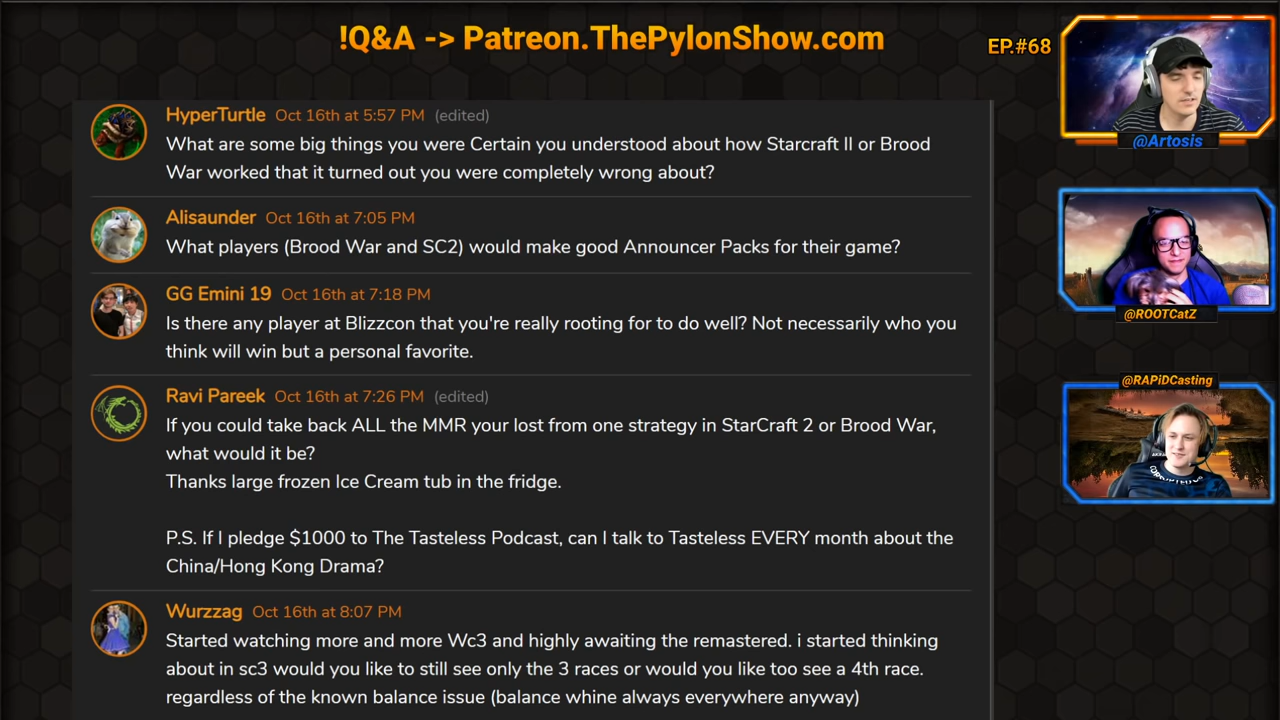 !Q&A -> Patreon.ThePylonShow.com
EP.#68
@Artosis
@ROOTCatZ
@RAPiDCasting
HyperTurtle Oct 16th at 5:57 PM (edited)
What are some big things you were Certain you understood about how Starcraft II or Brood
War worked that it turned out you were completely wrong about?
Alisaunder Oct 16th at 7:05 PM
What players (Brood War and SC2) would make good Announcer Packs for their game?
GG Emini 19 Oct 16th at 7:18 PM
Is there any player at Blizzcon that you're really rooting for to do well? Not necessarily who you
think will win but a personal favorite.
Ravi Pareek Oct 16th at 7:26 PM (edited)
If you could take back ALL the MMR your lost from one strategy in StarCraft 2 or Brood War,
what would it be?
Thanks large frozen Ice Cream tub in the fridge.
P.S. If I pledge $1000 to The Tasteless Podcast, can I talk to Tasteless EVERY month about the
China/Hong Kong Drama?
Wurzzag Oct 16th at 8:07 PM
Started watching more and more Wc3 and highly awaiting the remastered. i started thinking
about in sc3 would you like to still see only the 3 races or would you like too see a 4th race.
regardless of the known balance issue (balance whine always everywhere anyway)